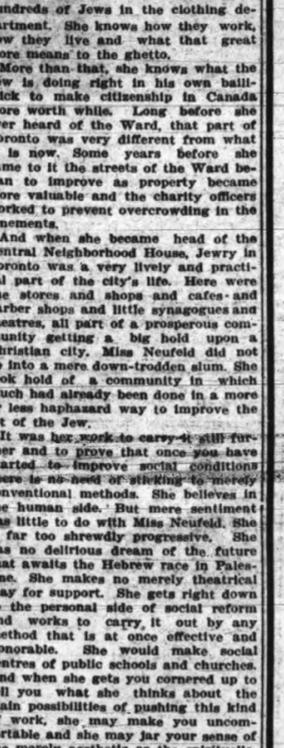 undreds of Jews in the clothing de-
artment. She knows how they work,
ow they live and what that great
ore means to the ghetto.
More than that, she knows what the
ew is doing right in his own baili-
ick to make citizenship in Canada
ore worth while. Long before she
er heard of the Ward, that part of
oronto was very different from what
is now. Some years before she
me to it the streets of the Ward be-
an to improve as property became
ore valuable and the charity officers
orked to prevent overcrowding in the
nements.
And when she became head of the
entral Neighborhood House, Jewry in
oronto was a very lively and practi-
al part of the city's life. Here were
e stores and shops and cafes and
arber shops and little synagogues and
eatres, all part of a prosperous com-
unity getting a big hold upon a
hristian city. Miss Neufeld did not
into a mere down-trodden slum. She
ok hold of a community in which
uch had already been done in a more
less haphazard way to improve the
t of the Jew.
It was her work to carry it still fur-
er and to prove that once you have
arted to improve social conditions
ere is no need of sticking to merely
onventional methods. She believes in
e human side. But mere sentiment
as little to do with Miss Neufeld. She
far too shrewdly progressive. She
as no delirious dream of the future
at awaits the Hebrew race in Pales-
ne. She makes no merely theatrical
ay for support. She gets right down
the personal side of social reform
nd works to carry it out by any
ethod that is at once effective and
onorable. She would make social
ntres of public schools and churches.
nd when she gets you cornered up to
ll you what she thinks about the
ain possibilities of pushing this kind
work, she may make you uncom-
rtable and she may jar your sense of